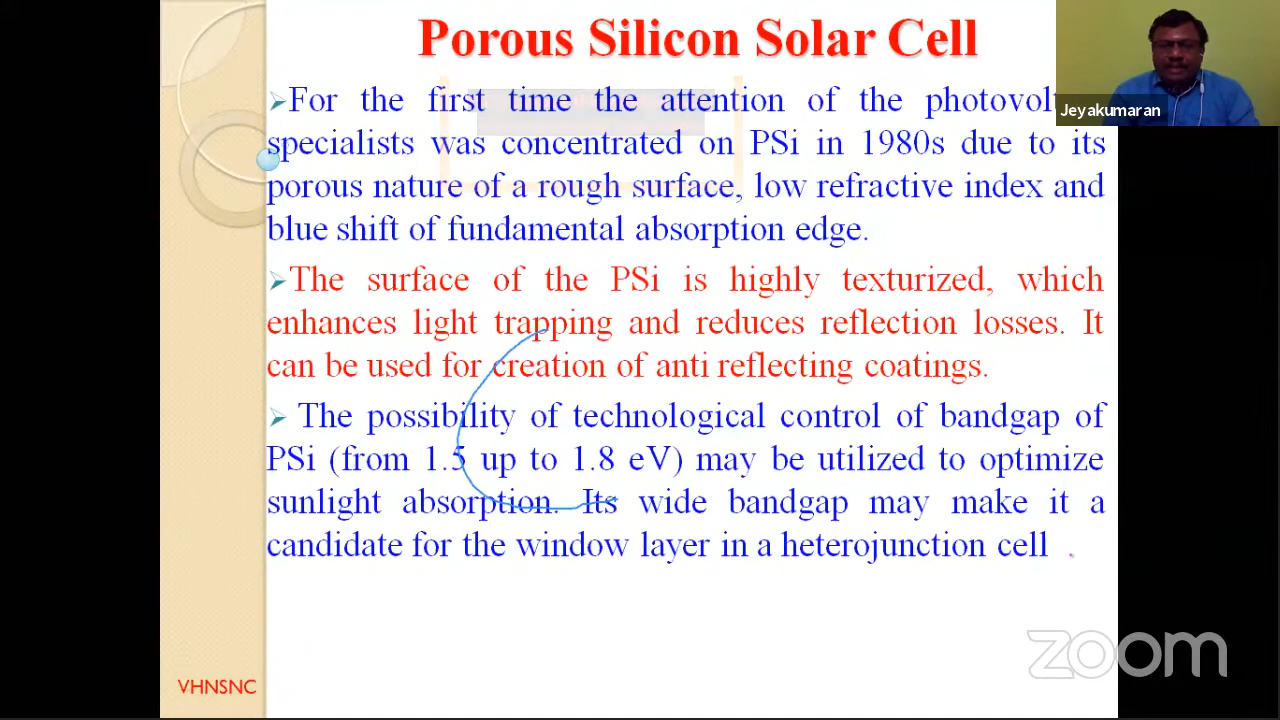 Porous Silicon Solar Cell
➢For the first time the attention of the
specialists was concentrated on PSi in 1980s due to its
porous nature of a rough surface, low refractive index and
blue shift of fundamental absorption edge.
➢The surface of the PSi is highly texturized, which
enhances light trapping and reduces reflection losses. It
can be used for creation of anti reflecting coatings.
➢ The possibility of technological control of bandgap of
PSi (from 1.5 up to 1.8 eV) may be utilized to optimize
sunlight absorption. Its wide bandgap may make it a
candidate for the window layer in a heterojunction cell .
Jeyakumaran
VHNSNC
zoom